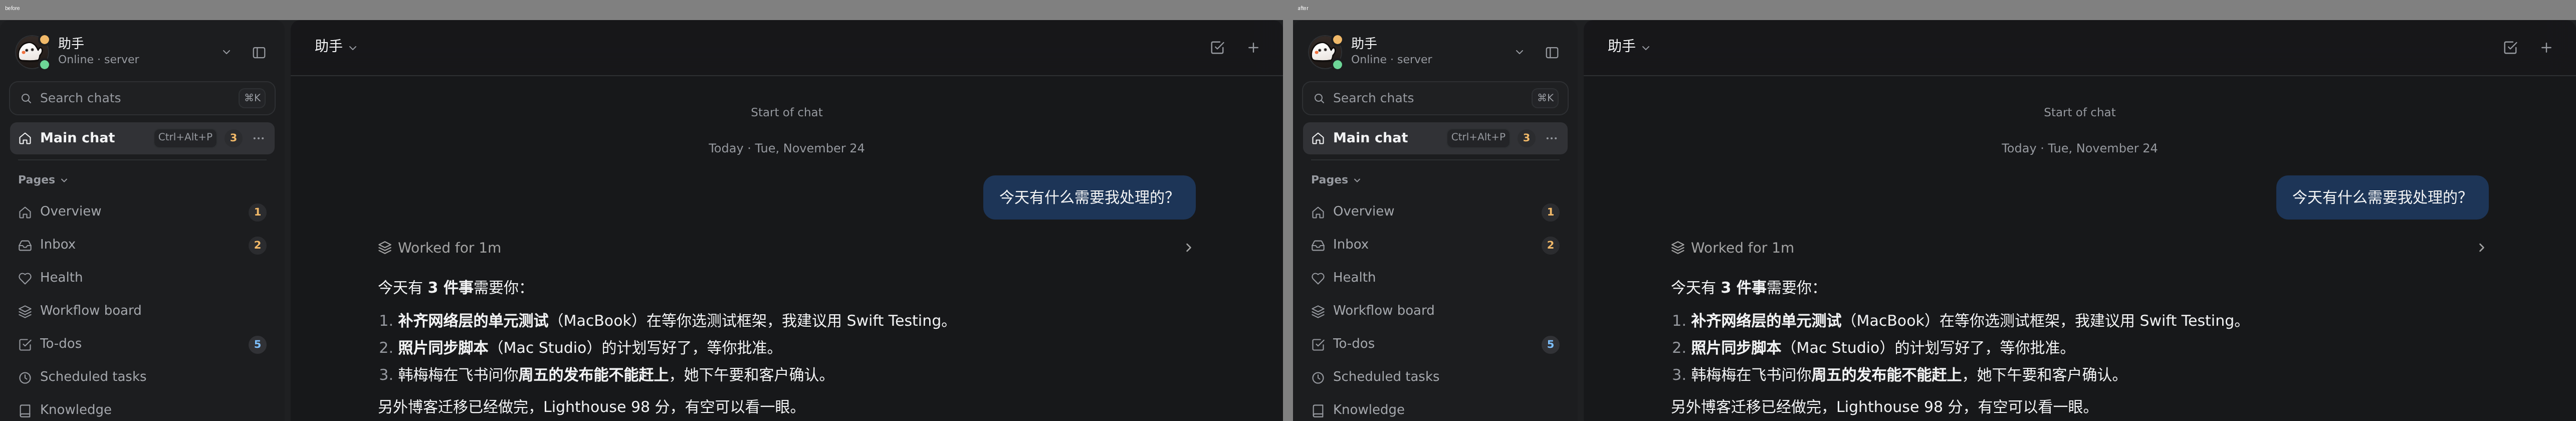 before
助手
Online · server
Search chats
⌘K
Main chat
Ctrl+Alt+P
3
Pages
Overview
1
Inbox
2
Health
Workflow board
To-dos
5
Scheduled tasks
Knowledge
助手
Start of chat
Today · Tue, November 24
今天有什么需要我处理的？
Worked for 1m
今天有 3 件事需要你：
1. 补齐网络层的单元测试（MacBook）在等你选测试框架，我建议用 Swift Testing。
2. 照片同步脚本（Mac Studio）的计划写好了，等你批准。
3. 韩梅梅在飞书问你周五的发布能不能赶上，她下午要和客户确认。
另外博客迁移已经做完，Lighthouse 98 分，有空可以看一眼。
after
助手
Online · server
Search chats
⌘K
Main chat
Ctrl+Alt+P
3
Pages
Overview
1
Inbox
2
Health
Workflow board
To-dos
5
Scheduled tasks
Knowledge
助手
Start of chat
Today · Tue, November 24
今天有什么需要我处理的？
Worked for 1m
今天有 3 件事需要你：
1. 补齐网络层的单元测试（MacBook）在等你选测试框架，我建议用 Swift Testing。
2. 照片同步脚本（Mac Studio）的计划写好了，等你批准。
3. 韩梅梅在飞书问你周五的发布能不能赶上，她下午要和客户确认。
另外博客迁移已经做完，Lighthouse 98 分，有空可以看一眼。